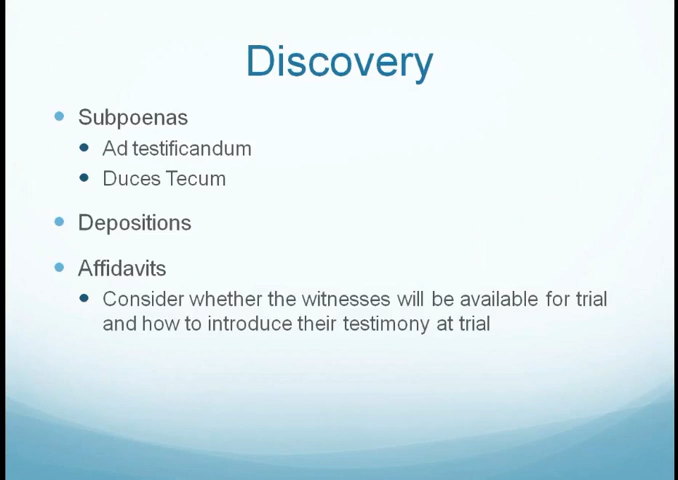 Discovery
Subpoenas
Ad testificandum
Duces Tecum
Depositions
Affidavits
Consider whether the witnesses will be available for trial
and how to introduce their testimony at trial